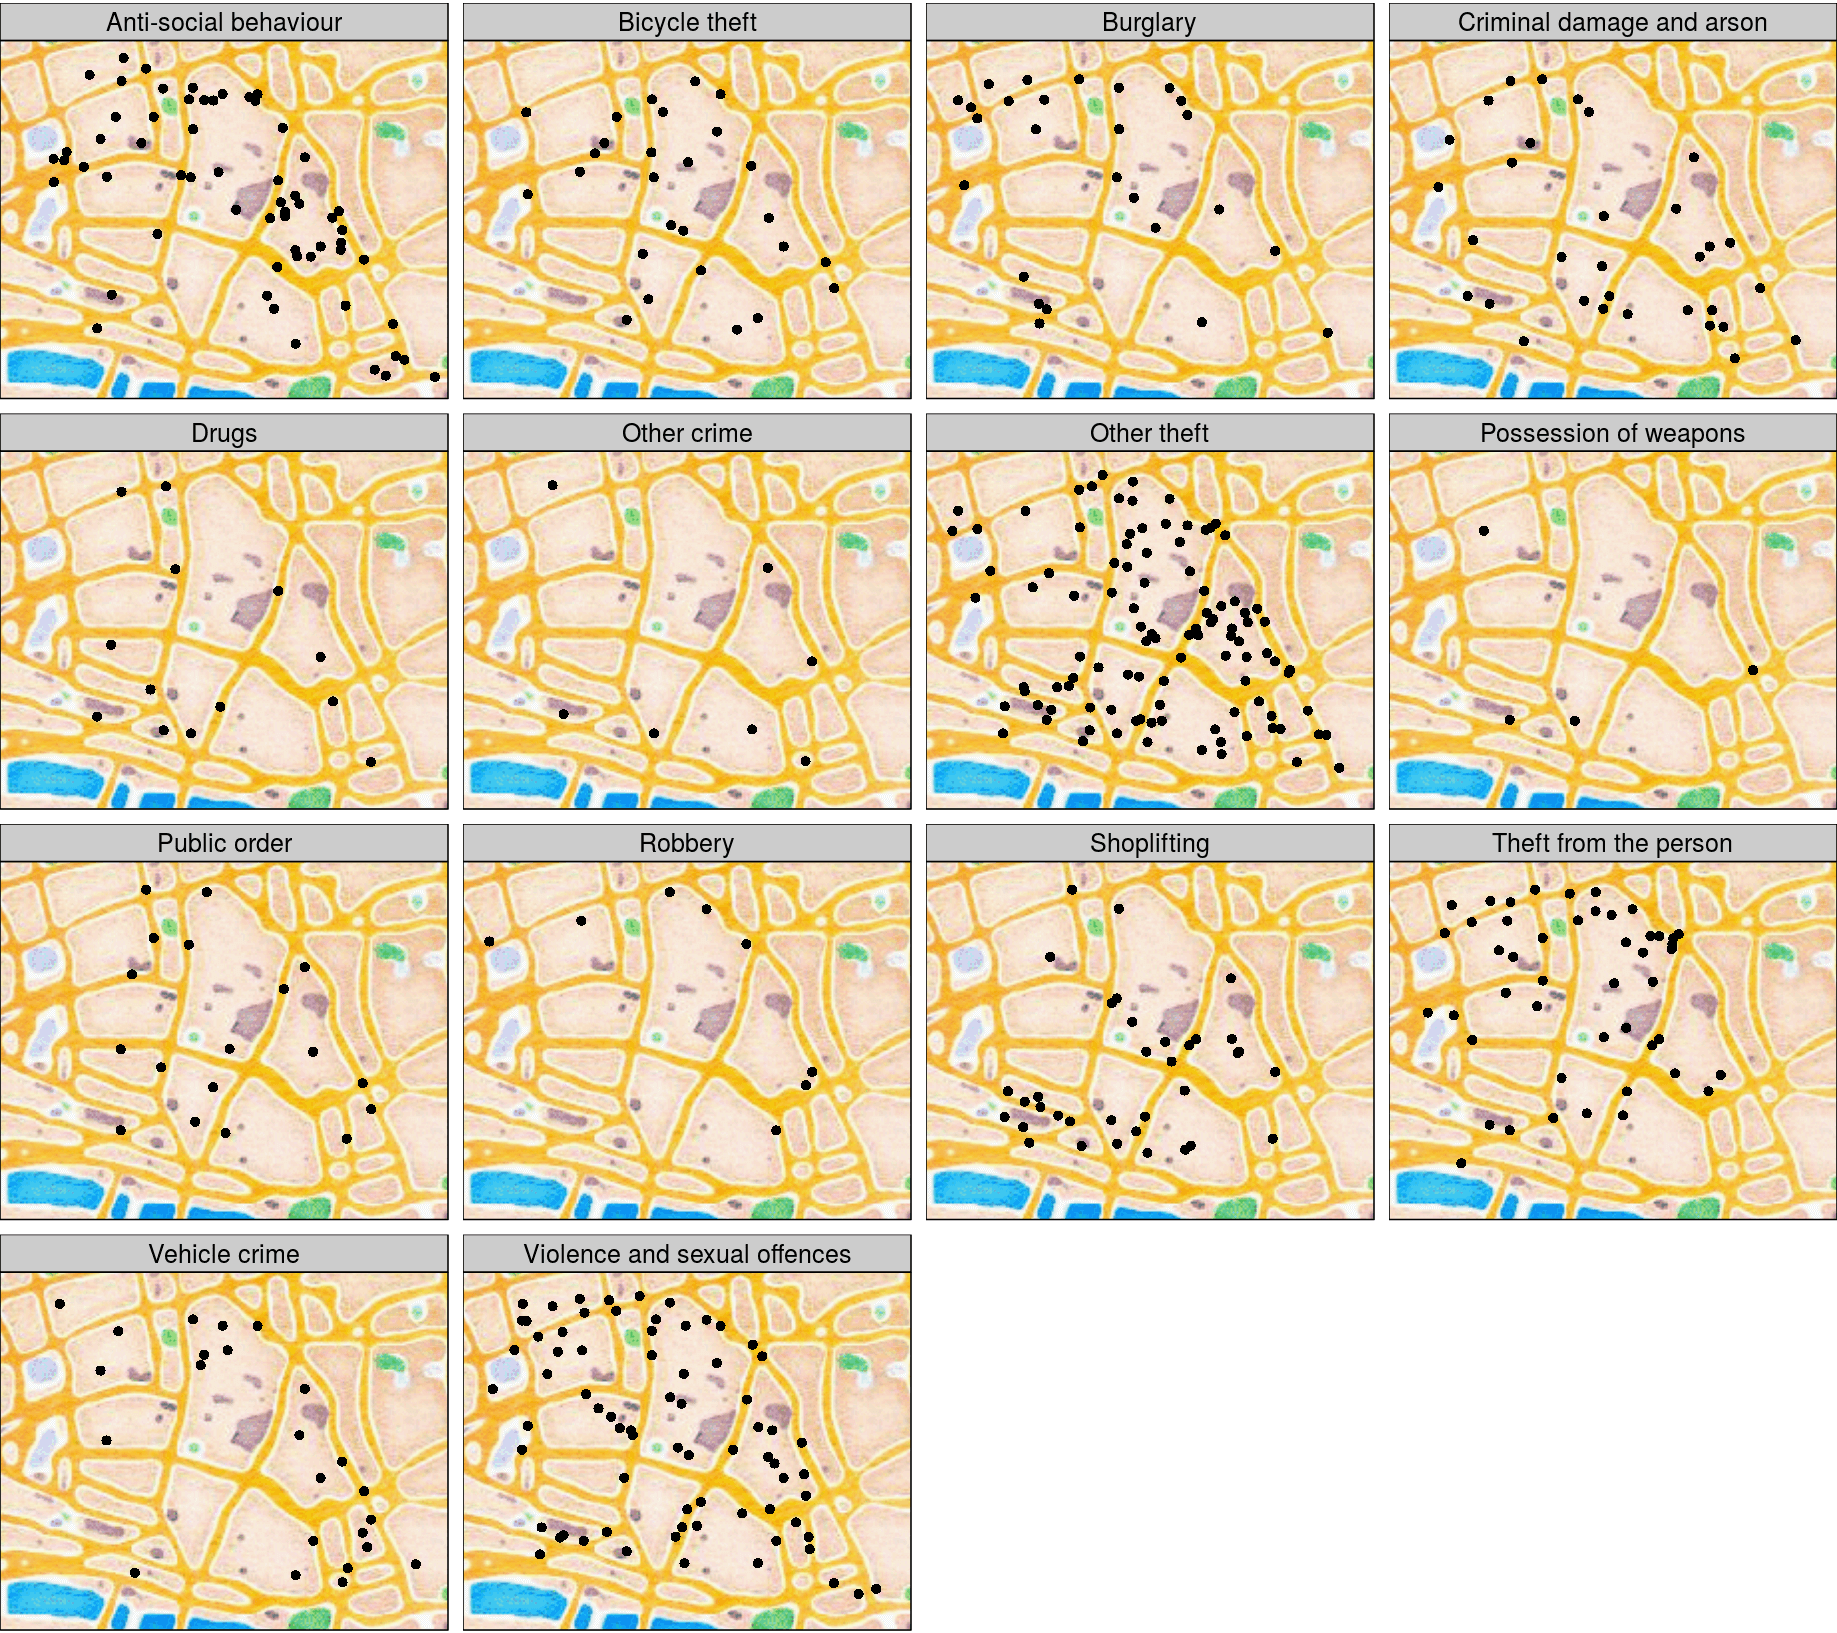 Anti-social behaviour
Bicycle theft
Burglary
Criminal damage and arson
Drugs
Other crime
Other theft
Possession of weapons
Public order
Robbery
Shoplifting
Theft from the person
Vehicle crime
Violence and sexual offences